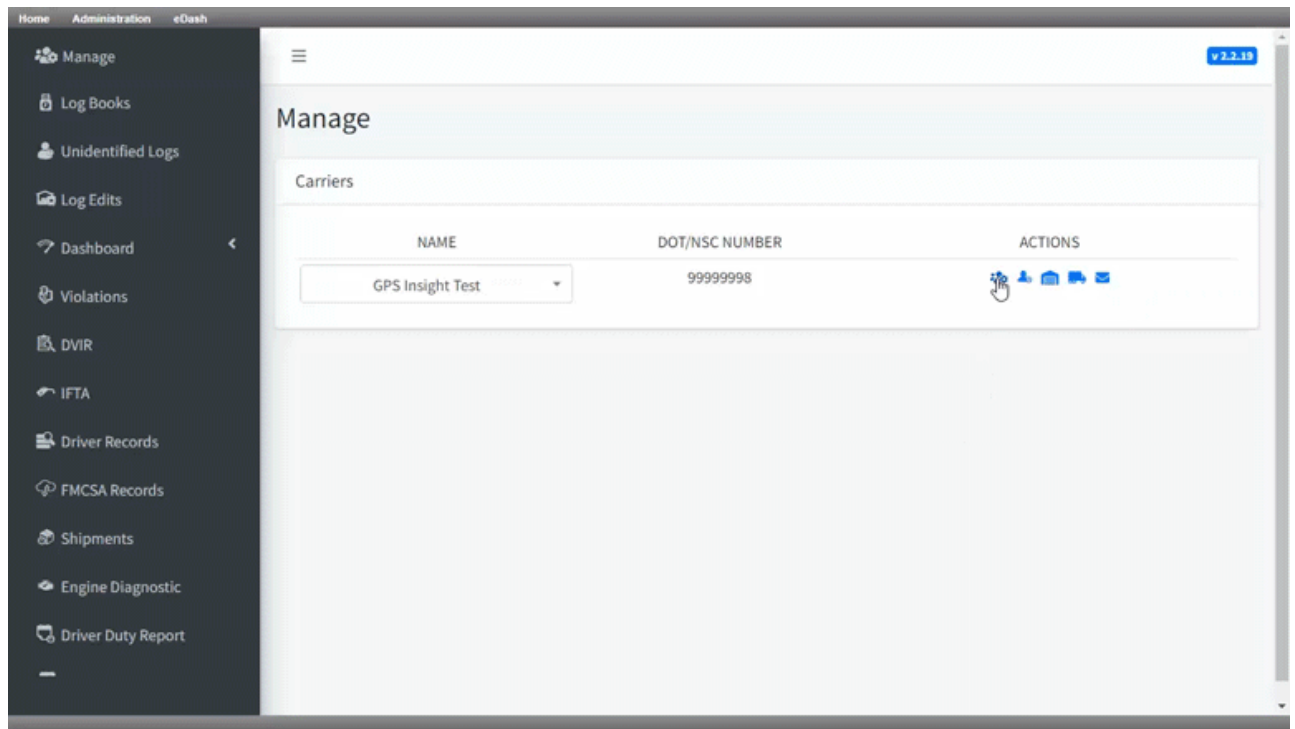 Home Administration eDash
Manage
Log Books
Unidentified Logs
Log Edits
Dashboard
Violations
DVIR
IFTA
Driver Records
FMCSA Records
Shipments
Engine Diagnostic
Driver Duty Report
v 2.2.19
Manage
Carriers
NAME DOT/NSC NUMBER ACTIONS
GPS Insight Test 99999998